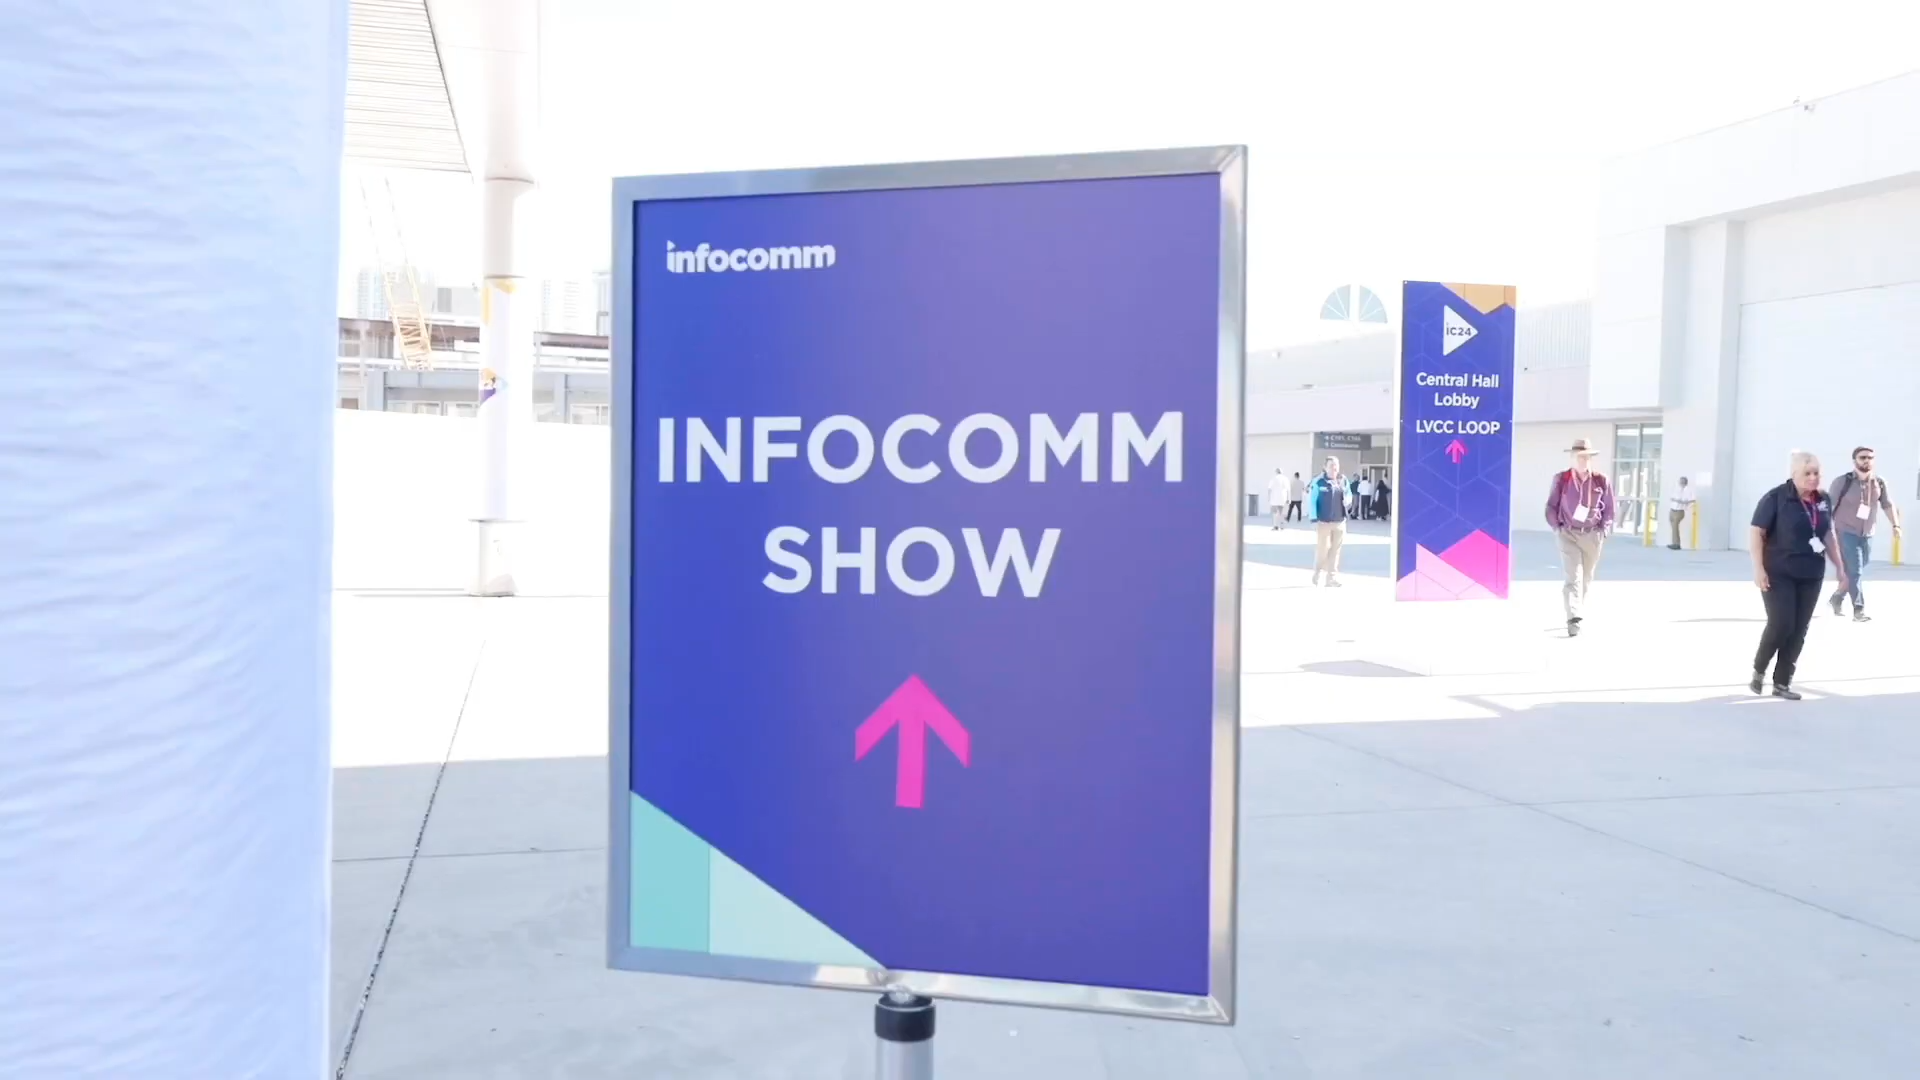 infocomm
INFOCOMM
SHOW
ic24
Central Hall
Lobby
LVCC LOOP